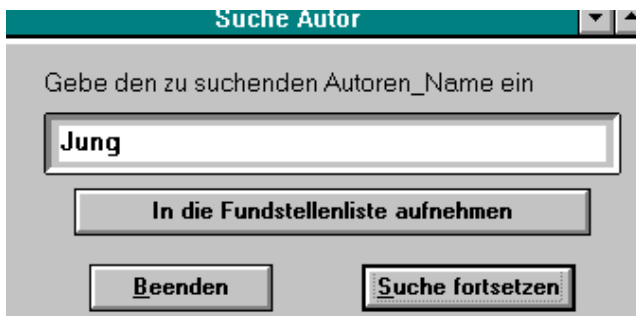 Suche Autor
Gebe den zu suchenden Autoren_Name ein
Jung
In die Fundstellenliste aufnehmen
Beenden
Suche fortsetzen